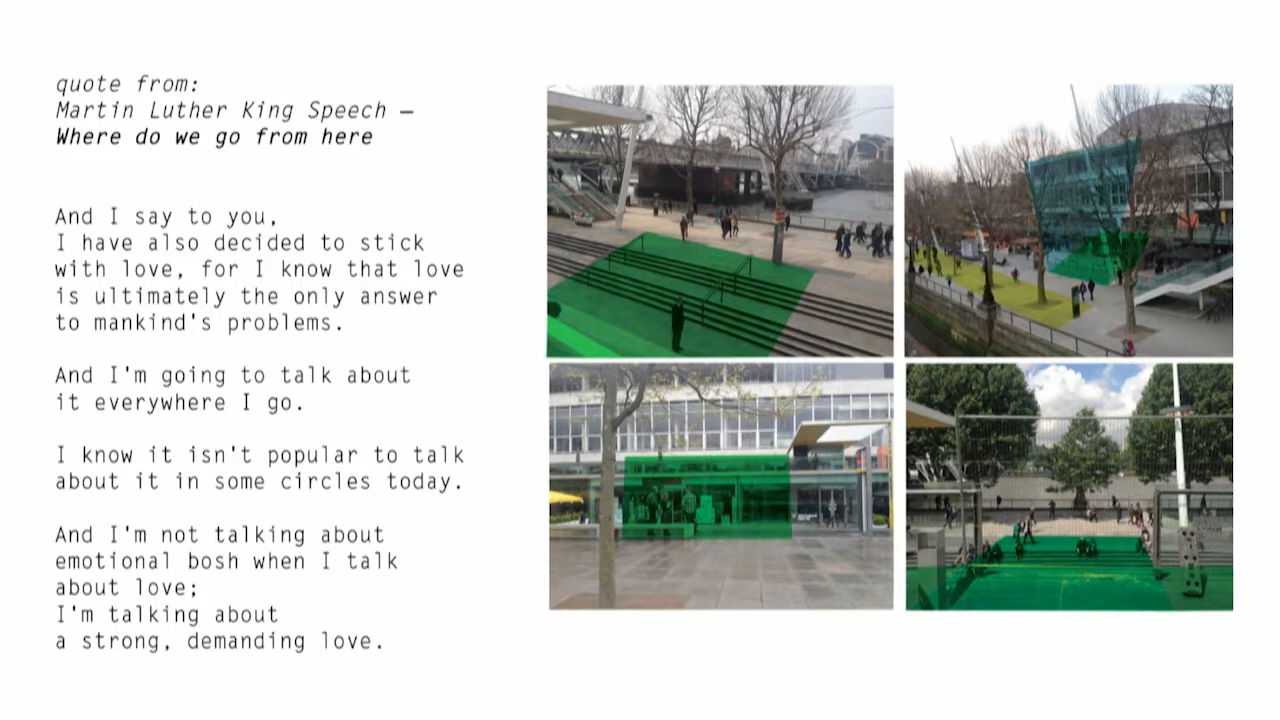 quote from:
Martin Luther King Speech –
Where do we go from here
And I say to you,
I have also decided to stick
with love, for I know that love
is ultimately the only answer
to mankind's problems.
And I'm going to talk about
it everywhere I go.
I know it isn't popular to talk
about it in some circles today.
And I'm not talking about
emotional bosh when I talk
about love;
I'm talking about
a strong, demanding love.